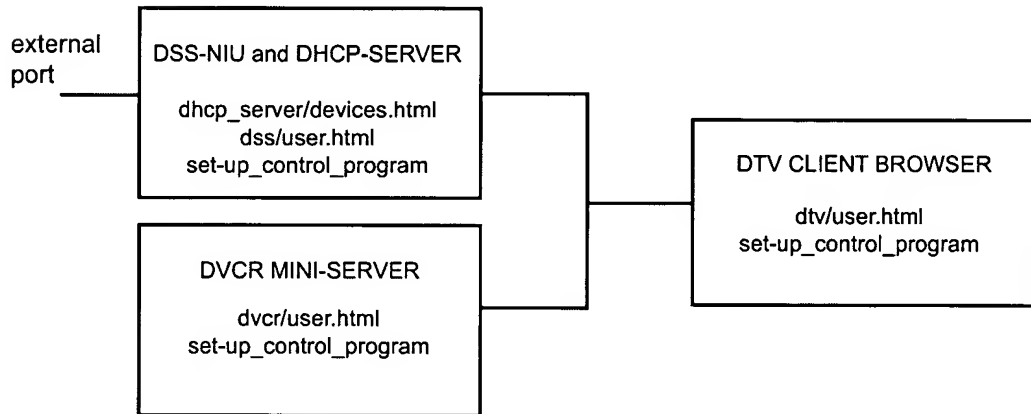 external
port
DSS-NIU and DHCP-SERVER
dhcp_server/devices.html
dss/user.html
set-up_control_program
DVCR MINI-SERVER
dvcr/user.html
set-up_control_program
DTV CLIENT BROWSER
dtv/user.html
set-up_control_program